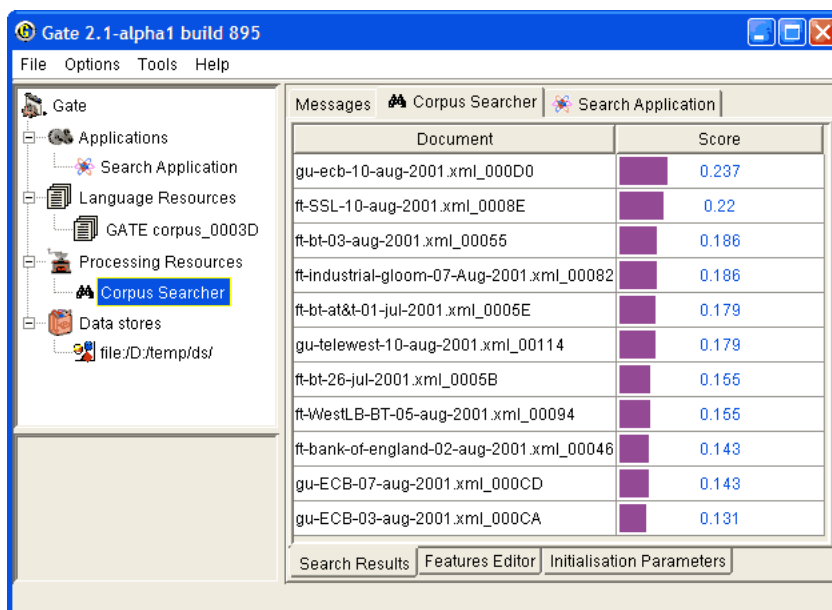 Gate 2.1-alpha1 build 895
File Options Tools Help
Gate
Applications
Search Application
Language Resources
GATE corpus_0003D
Processing Resources
Corpus Searcher
Data stores
file:/D:/temp/ds/
Messages Corpus Searcher Search Application
Document Score
gu-ecb-10-aug-2001.xml_000D0 0.237
ft-SSL-10-aug-2001.xml_0008E 0.22
ft-bt-03-aug-2001.xml_00055 0.186
ft-industrial-gloom-07-Aug-2001.xml_00082 0.186
ft-bt-at&t-01-jul-2001.xml_0005E 0.179
gu-telewest-10-aug-2001.xml_00114 0.179
ft-bt-26-jul-2001.xml_0005B 0.155
ft-WestLB-BT-05-aug-2001.xml_00094 0.155
ft-bank-of-england-02-aug-2001.xml_00046 0.143
gu-ECB-07-aug-2001.xml_000CD 0.143
gu-ECB-03-aug-2001.xml_000CA 0.131
Search Results Features Editor Initialisation Parameters